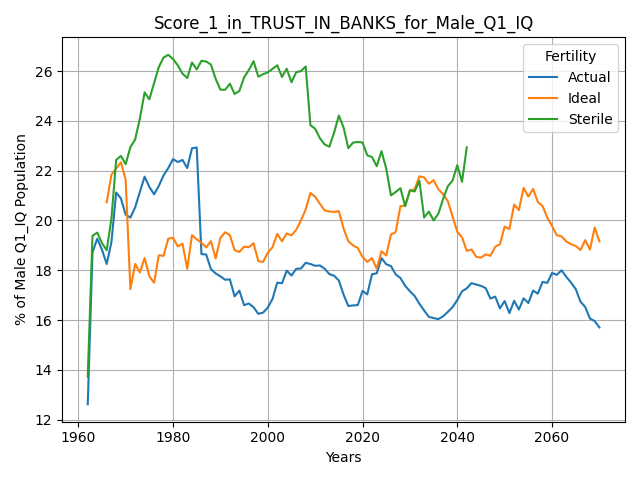 Score_1_in_TRUST_IN_BANKS_for_Male_Q1_IQ
% of Male Q1_IQ Population
26
24
22
20
18
16
14
12
Fertility
Actual
Ideal
Sterile
1960 1980 2000 2020 2040 2060
Years